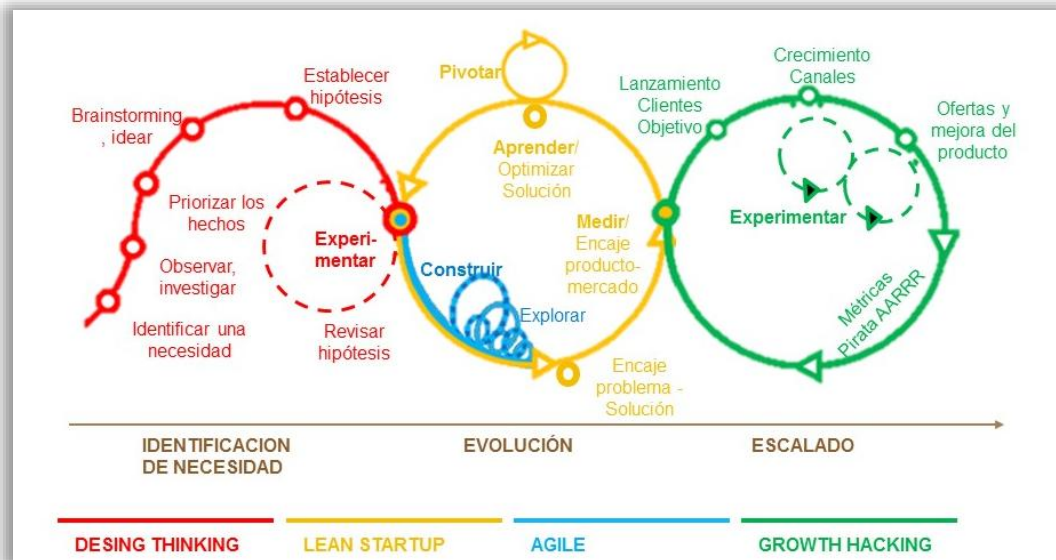 Establecer
hipótesis
Brainstorming
, idear
Priorizar los
hechos
Observar,
investigar
Identificar una
necesidad
Experi-
mentar
Revisar
hipótesis
Pivotar
Aprender/
Optimizar
Solución
Construir
Explorar
Medir/
Encaje
producto-
mercado
Encaje
problema -
Solución
Lanzamiento
Clientes
Objetivo
Crecimiento
Canales
Ofertas y
mejora del
producto
Experimentar
Métricas
Pirata AARRR
IDENTIFICACION
DE NECESIDAD
EVOLUCIÓN
ESCALADO
DESING THINKING
LEAN STARTUP
AGILE
GROWTH HACKING